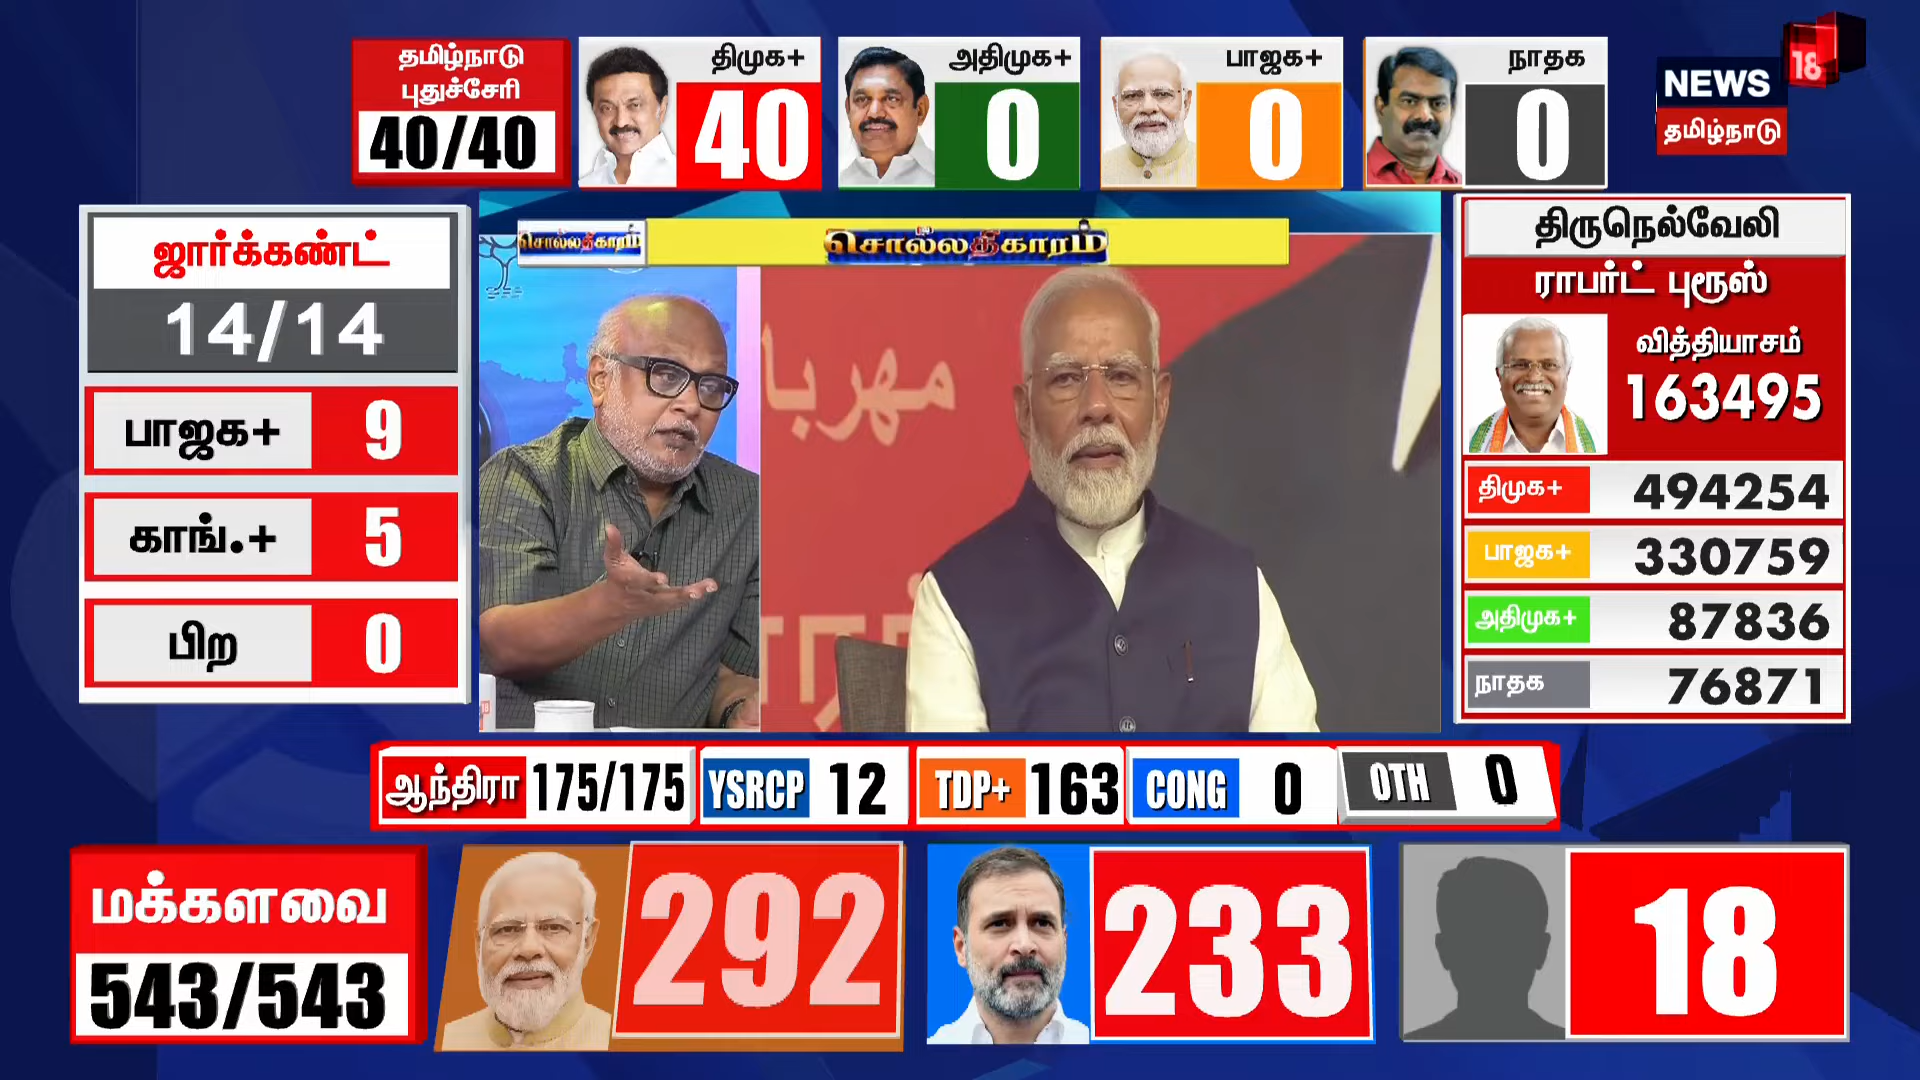 தமிழ்நாடு
புதுச்சேரி
40/40
திமுக+
40
அதிமுக+
0
பாஜக+
0
நாதக
0
NEWS 18
தமிழ்நாடு
ஜார்க்கண்ட்
14/14
பாஜக+ 9
காங்.+ 5
பிற 0
சொல்லதிகாரம்
சொல்லதிகாரம்
திருநெல்வேலி
ராபர்ட் புரூஸ்
வித்தியாசம்
163495
திமுக+ 494254
பாஜக+ 330759
அதிமுக+ 87836
நாதக 76871
ஆந்திரா 175/175 YSRCP 12 TDP+ 163 CONG 0 OTH 0
மக்களவை
543/543
292
233
18